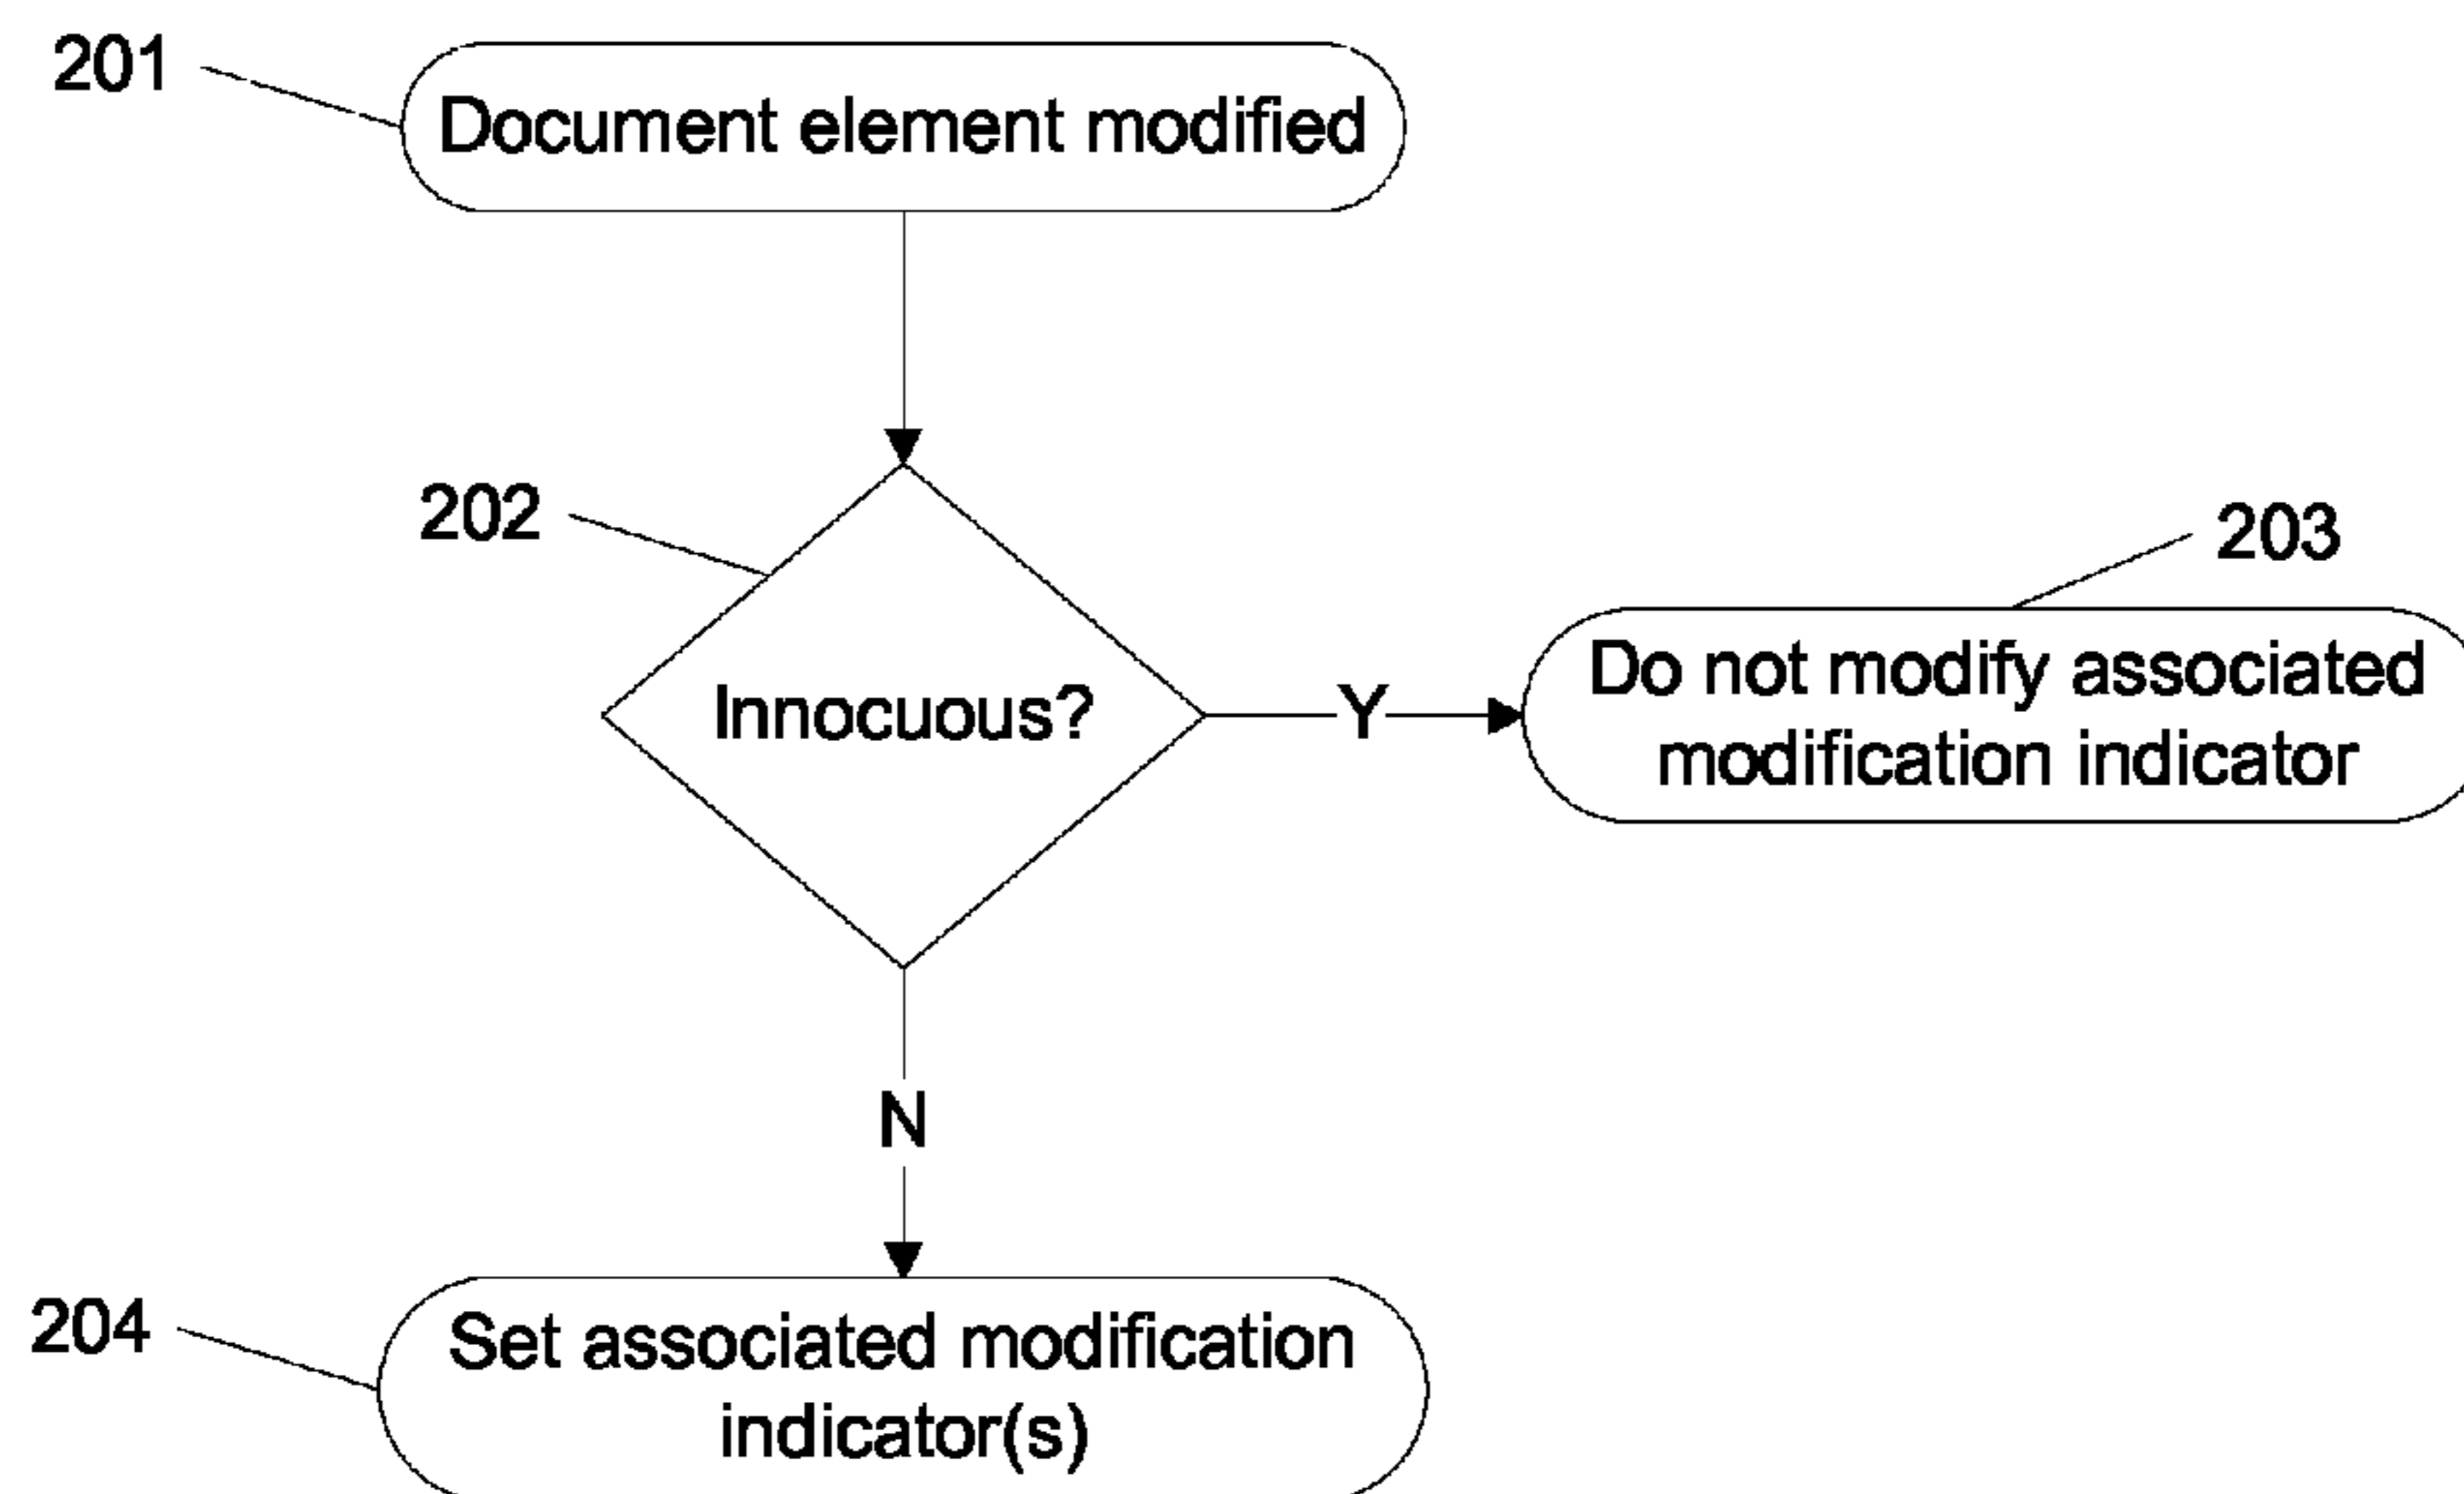 201
Document element modified
202
Innocuous?
Y
203
Do not modify associated
modification indicator
N
204
Set associated modification
indicator(s)